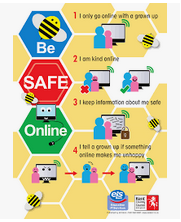 1 I only go online with a grown up
Be
2 I am kind online
SAFE
3 I keep information about me safe
Online
4 I tell a grown up if something
online makes me unhappy